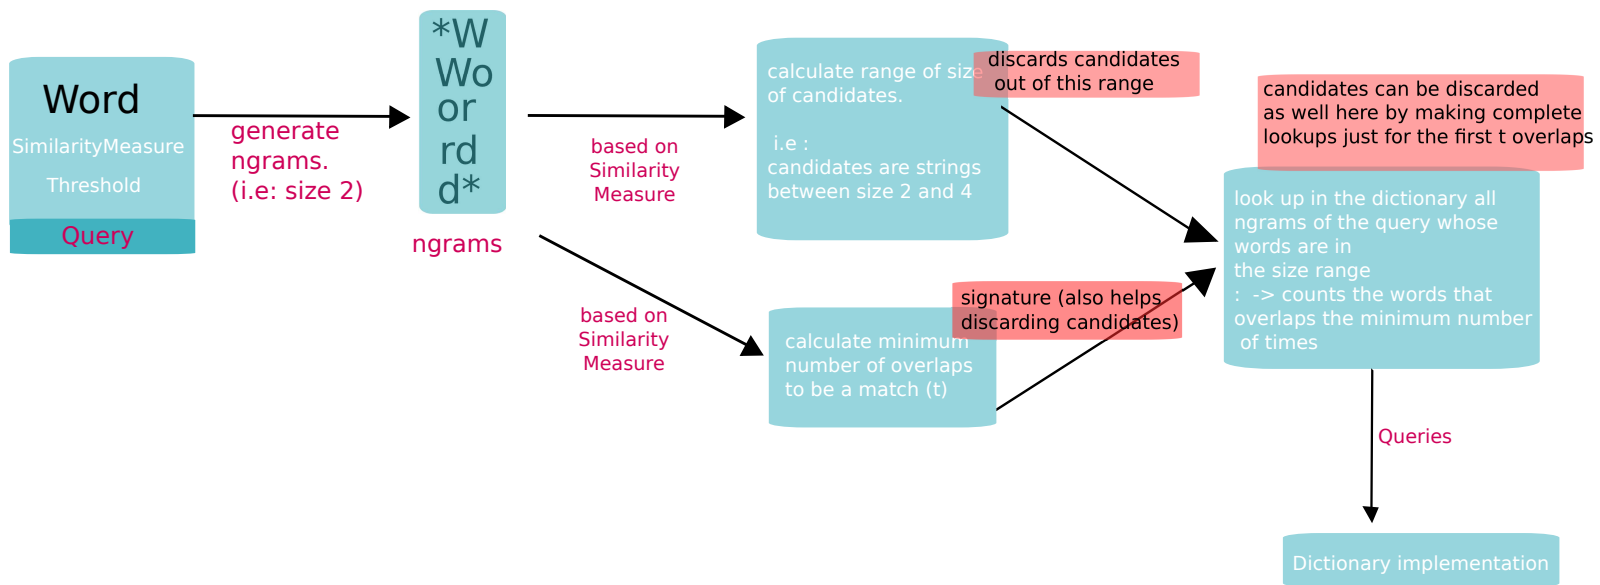 Word
SimilarityMeasure
Threshold
Query
generate
ngrams.
(i.e: size 2)
*W
Wo
or
rd
d*
ngrams
based on
Similarity
Measure
based on
Similarity
Measure
calculate range of size
of candidates.
i.e :
candidates are strings
between size 2 and 4
discards candidates
out of this range
calculate minimum
number of overlaps
to be a match (t)
signature (also helps
discarding candidates)
candidates can be discarded
as well here by making complete
lookups just for the first t overlaps
look up in the dictionary all
ngrams of the query whose
words are in
the size range
: -> counts the words that
overlaps the minimum number
of times
Queries
Dictionary implementation